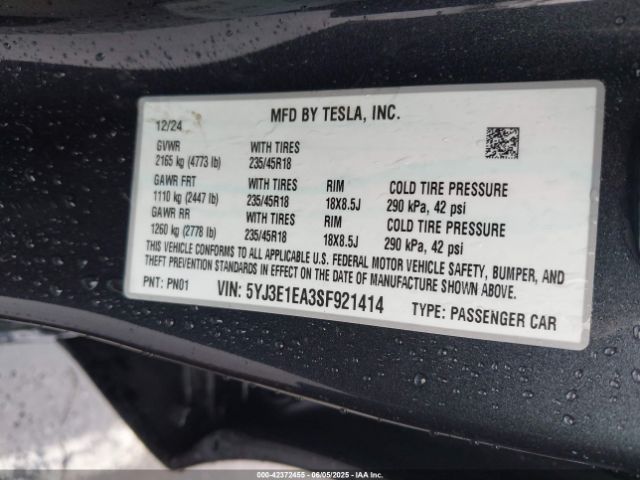 MFD BY TESLA, INC.
12/24
GVWR WITH TIRES
2165 kg (4773 lb) 235/45R18
GAWR FRT WITH TIRES RIM COLD TIRE PRESSURE
1110 kg (2447 lb) 235/45R18 18X8.5J 290 kPa, 42 psi
GAWR RR WITH TIRES RIM COLD TIRE PRESSURE
1260 kg (2778 lb) 235/45R18 18X8.5J 290 kPa, 42 psi
THIS VEHICLE CONFORMS TO ALL APPLICABLE U.S. FEDERAL MOTOR VEHICLE SAFETY, BUMPER, AND
THEFT PREVENTION STANDARDS IN EFFECT ON THE DATE OF MANUFACTURE SHOWN ABOVE.
PNT: PN01 VIN: 5YJ3E1EA3SF921414 TYPE: PASSENGER CAR
000-42372455 - 06/05/2025 - IAAI.COM